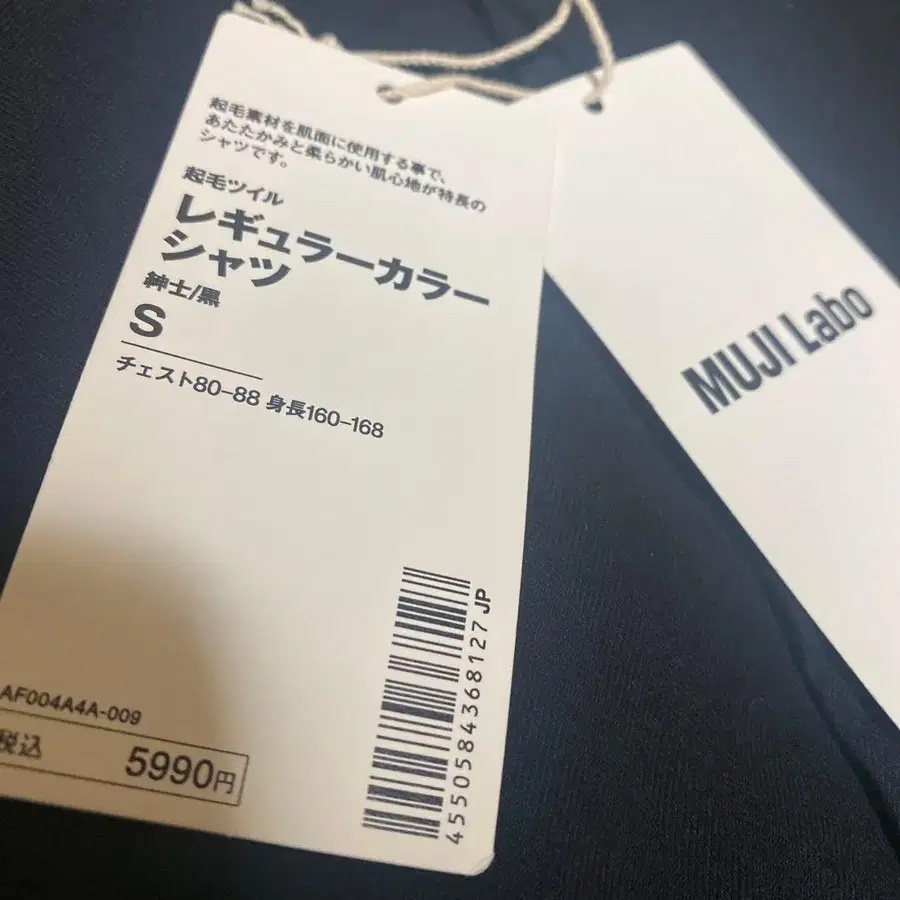 起毛素材を肌面に使用する事で、
あたたかみと柔らかい肌心地が特長の
シャツです。
起毛ツイル
レギュラーカラー
シャツ
紳士/黒
S
チェスト80-88 身長160-168
AF004A4A-009
税込 5990円
4550584368127 JP
MUJI Labo